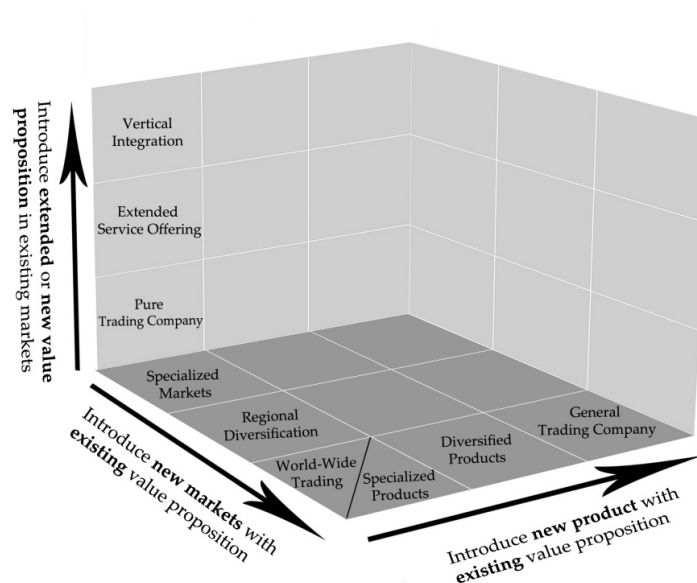 Introduce extended or new value
proposition in existing markets
Vertical
Integration
Extended
Service Offering
Pure
Trading Company
Specialized
Markets
Regional
Diversification
World-Wide
Trading
Specialized
Products
Diversified
Products
General
Trading Company
Introduce new markets with
existing value proposition
Introduce new product with
existing value proposition